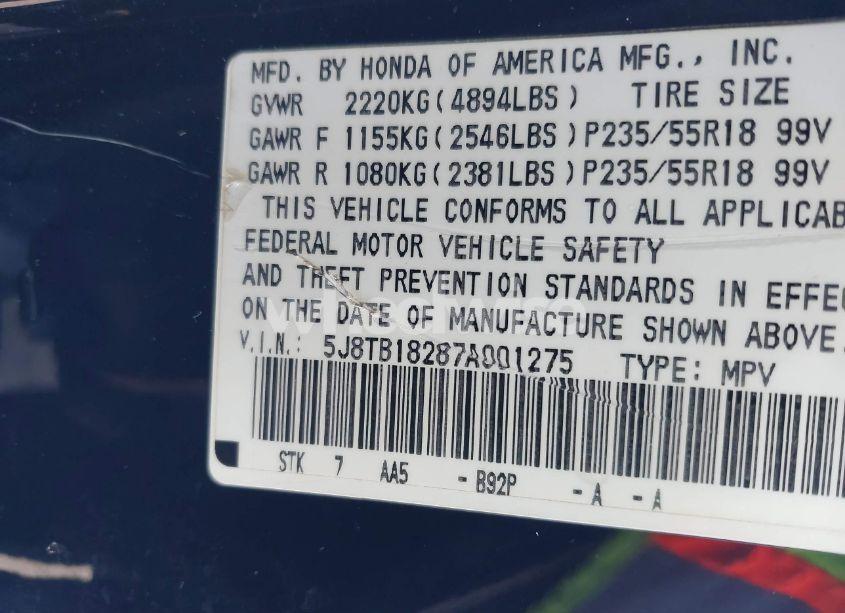 MFD. BY HONDA OF AMERICA MFG., INC.
GVWR 2220KG(4894LBS) TIRE SIZE
GAWR F 1155KG(2546LBS)P235/55R18 99V
GAWR R 1080KG(2381LBS)P235/55R18 99V
THIS VEHICLE CONFORMS TO ALL APPLICAB
FEDERAL MOTOR VEHICLE SAFETY
AND THEFT PREVENTION STANDARDS IN EFFEC
ON THE DATE OF MANUFACTURE SHOWN ABOVE.
V.I.N.: 5J8TB18287A001275 TYPE: MPV
STK 7 AA5 -B92P -A -A